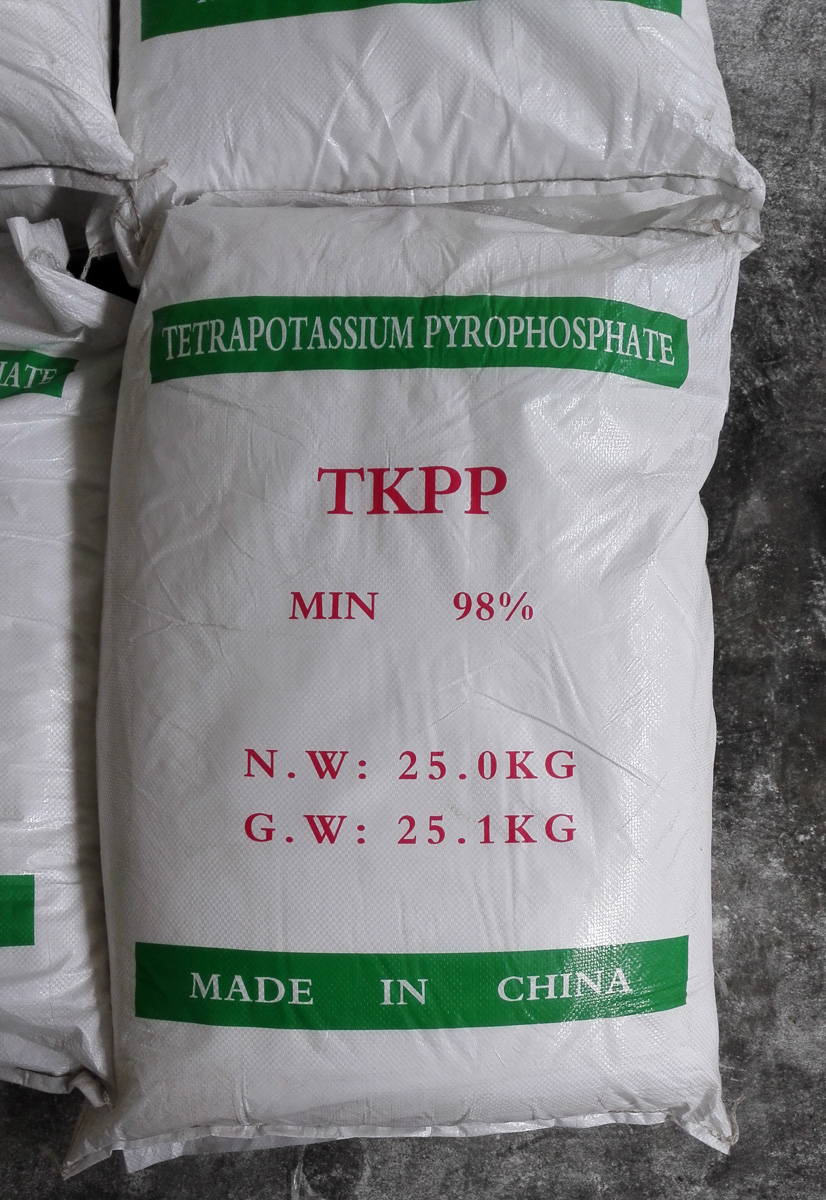 TETRAPOTASSIUM PYROPHOSPHATE
TKPP
MIN 98%
N.W: 25.0KG
G.W: 25.1KG
MADE IN CHINA